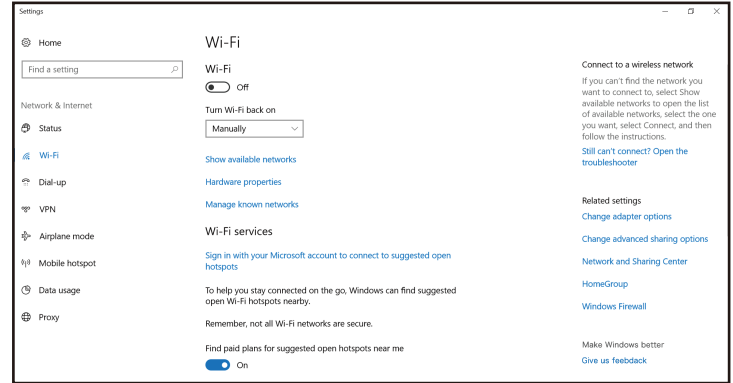 Settings
Home
Find a setting
Network & Internet
Status
Wi-Fi
Dial-up
VPN
Airplane mode
Mobile hotspot
Data usage
Proxy
Wi-Fi
Wi-Fi
Off
Turn Wi-Fi back on
Manually
Show available networks
Hardware properties
Manage known networks
Wi-Fi services
Sign in with your Microsoft account to connect to suggested open
hotspots
To help you stay connected on the go, Windows can find suggested
open Wi-Fi hotspots nearby.
Remember, not all Wi-Fi networks are secure.
Find paid plans for suggested open hotspots near me
On
Connect to a wireless network
If you can't find the network you
want to connect to, select Show
available networks to open the list
of available networks, select the one
you want, select Connect, and then
follow the instructions.
Still can't connect? Open the
troubleshooter
Related settings
Change adapter options
Change advanced sharing options
Network and Sharing Center
HomeGroup
Windows Firewall
Make Windows better
Give us feebdack